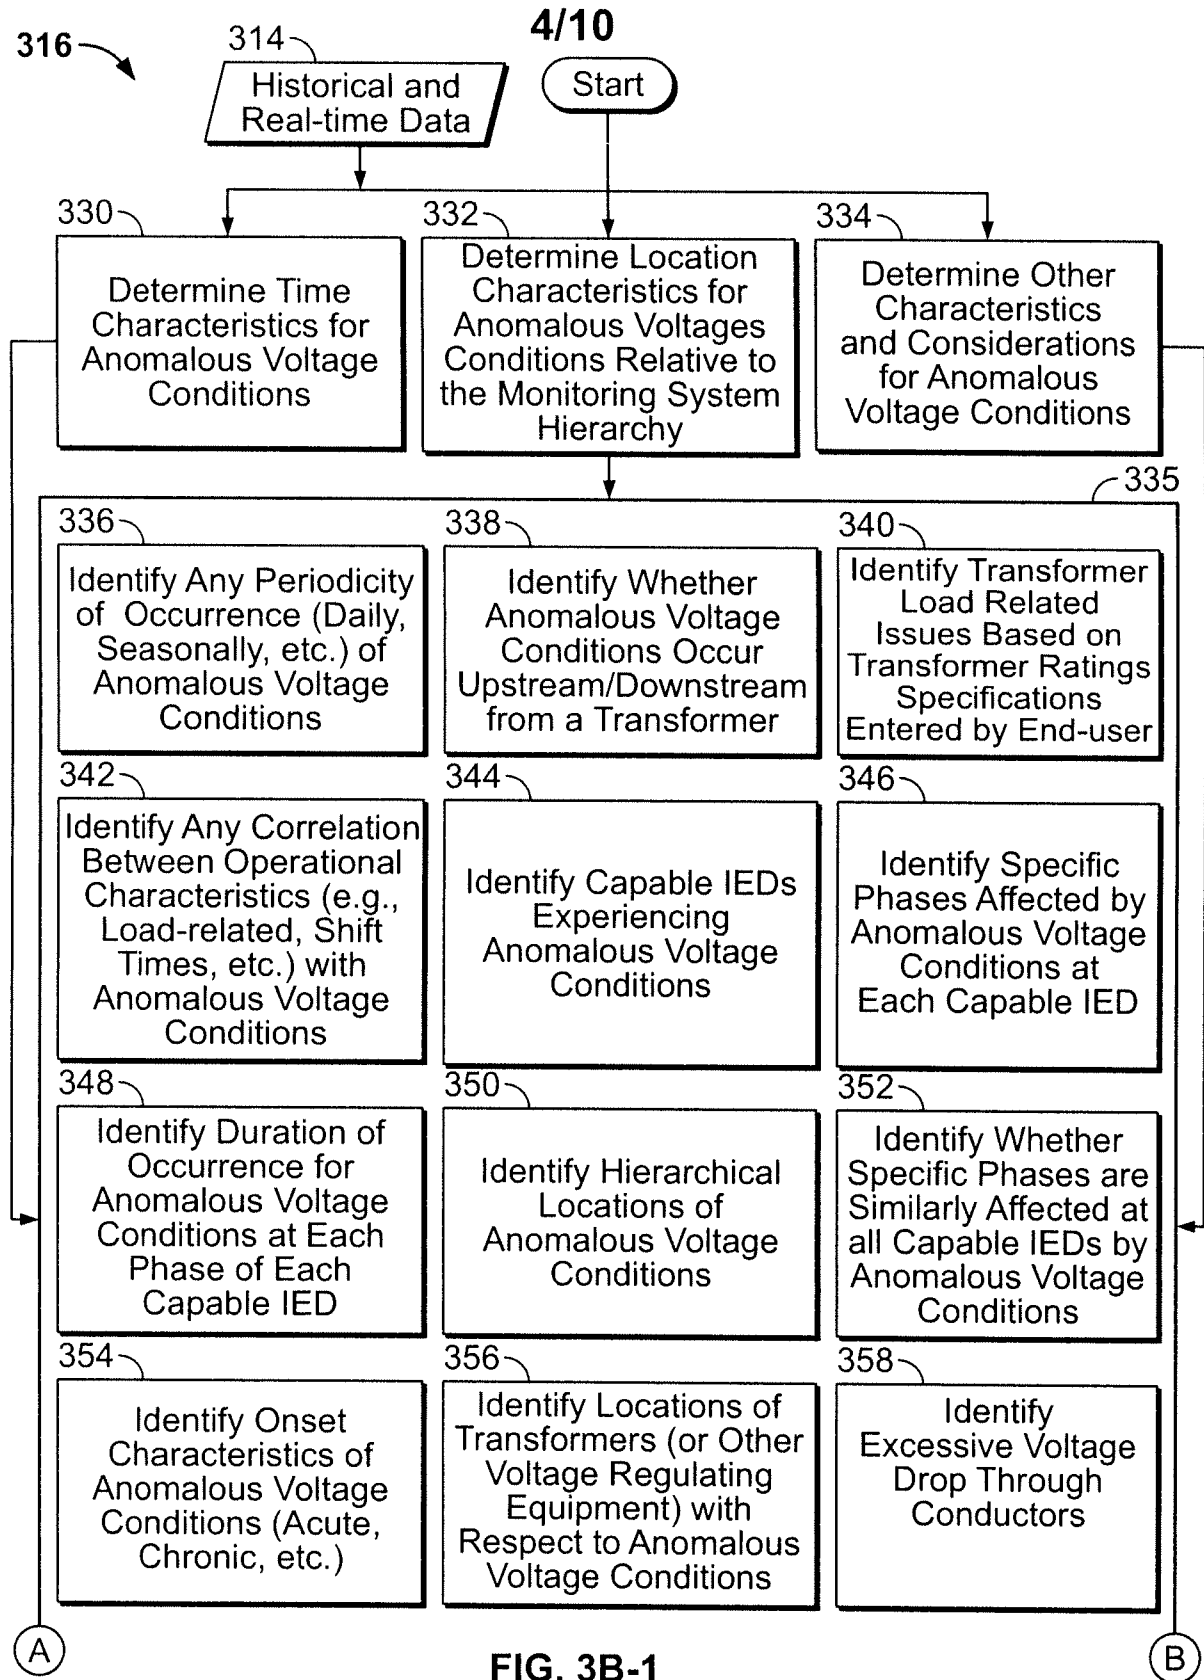 4/10
316
314
Historical and
Real-time Data
Start
330
Determine Time
Characteristics for
Anomalous Voltage
Conditions
332
Determine Location
Characteristics for
Anomalous Voltages
Conditions Relative to
the Monitoring System
Hierarchy
334
Determine Other
Characteristics
and Considerations
for Anomalous
Voltage Conditions
335
336
Identify Any Periodicity
of Occurrence (Daily,
Seasonally, etc.) of
Anomalous Voltage
Conditions
338
Identify Whether
Anomalous Voltage
Conditions Occur
Upstream/Downstream
from a Transformer
340
Identify Transformer
Load Related
Issues Based on
Transformer Ratings
Specifications
Entered by End-user
342
Identify Any Correlation
Between Operational
Characteristics (e.g.,
Load-related, Shift
Times, etc.) with
Anomalous Voltage
Conditions
344
Identify Capable IEDs
Experiencing
Anomalous Voltage
Conditions
346
Identify Specific
Phases Affected by
Anomalous Voltage
Conditions at
Each Capable IED
348
Identify Duration of
Occurrence for
Anomalous Voltage
Conditions at Each
Phase of Each
Capable IED
350
Identify Hierarchical
Locations of
Anomalous Voltage
Conditions
352
Identify Whether
Specific Phases are
Similarly Affected at
all Capable IEDs by
Anomalous Voltage
Conditions
354
Identify Onset
Characteristics of
Anomalous Voltage
Conditions (Acute,
Chronic, etc.)
356
Identify Locations of
Transformers (or Other
Voltage Regulating
Equipment) with
Respect to Anomalous
Voltage Conditions
358
Identify
Excessive Voltage
Drop Through
Conductors
A
B
FIG. 3B-1